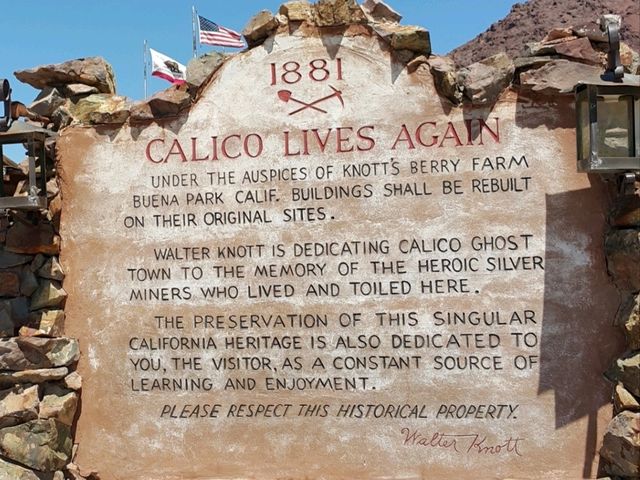 1881
CALICO LIVES AGAIN
UNDER THE AUSPICES OF KNOTT'S BERRY FARM
BUENA PARK CALIF. BUILDINGS SHALL BE REBUILT
ON THEIR ORIGINAL SITES.
WALTER KNOTT IS DEDICATING CALICO GHOST
TOWN TO THE MEMORY OF THE HEROIC SILVER
MINERS WHO LIVED AND TOILED HERE.
THE PRESERVATION OF THIS SINGULAR
CALIFORNIA HERITAGE IS ALSO DEDICATED TO
YOU, THE VISITOR, AS A CONSTANT SOURCE OF
LEARNING AND ENJOYMENT.
PLEASE RESPECT THIS HISTORICAL PROPERTY.
Walter Knott